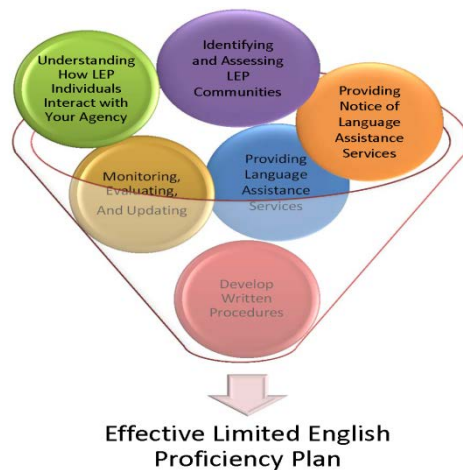 Understanding
How LEP
Individuals
Interact with
Your Agency
Identifying
and Assessing
LEP
Communities
Providing
Notice of
Language
Assistance
Services
Monitoring,
Evaluating,
And Updating
Providing
Language
Assistance
Services
Develop
Written
Procedures
Effective Limited English
Proficiency Plan